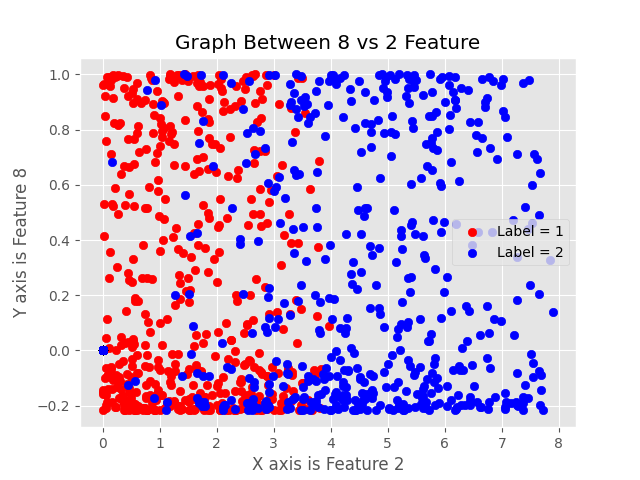 Graph Between 8 vs 2 Feature
1.0
0.8
0.6
0.4
0.2
0.0
−0.2
Y axis is Feature 8
Label = 1
Label = 2
0 1 2 3 4 5 6 7 8
X axis is Feature 2